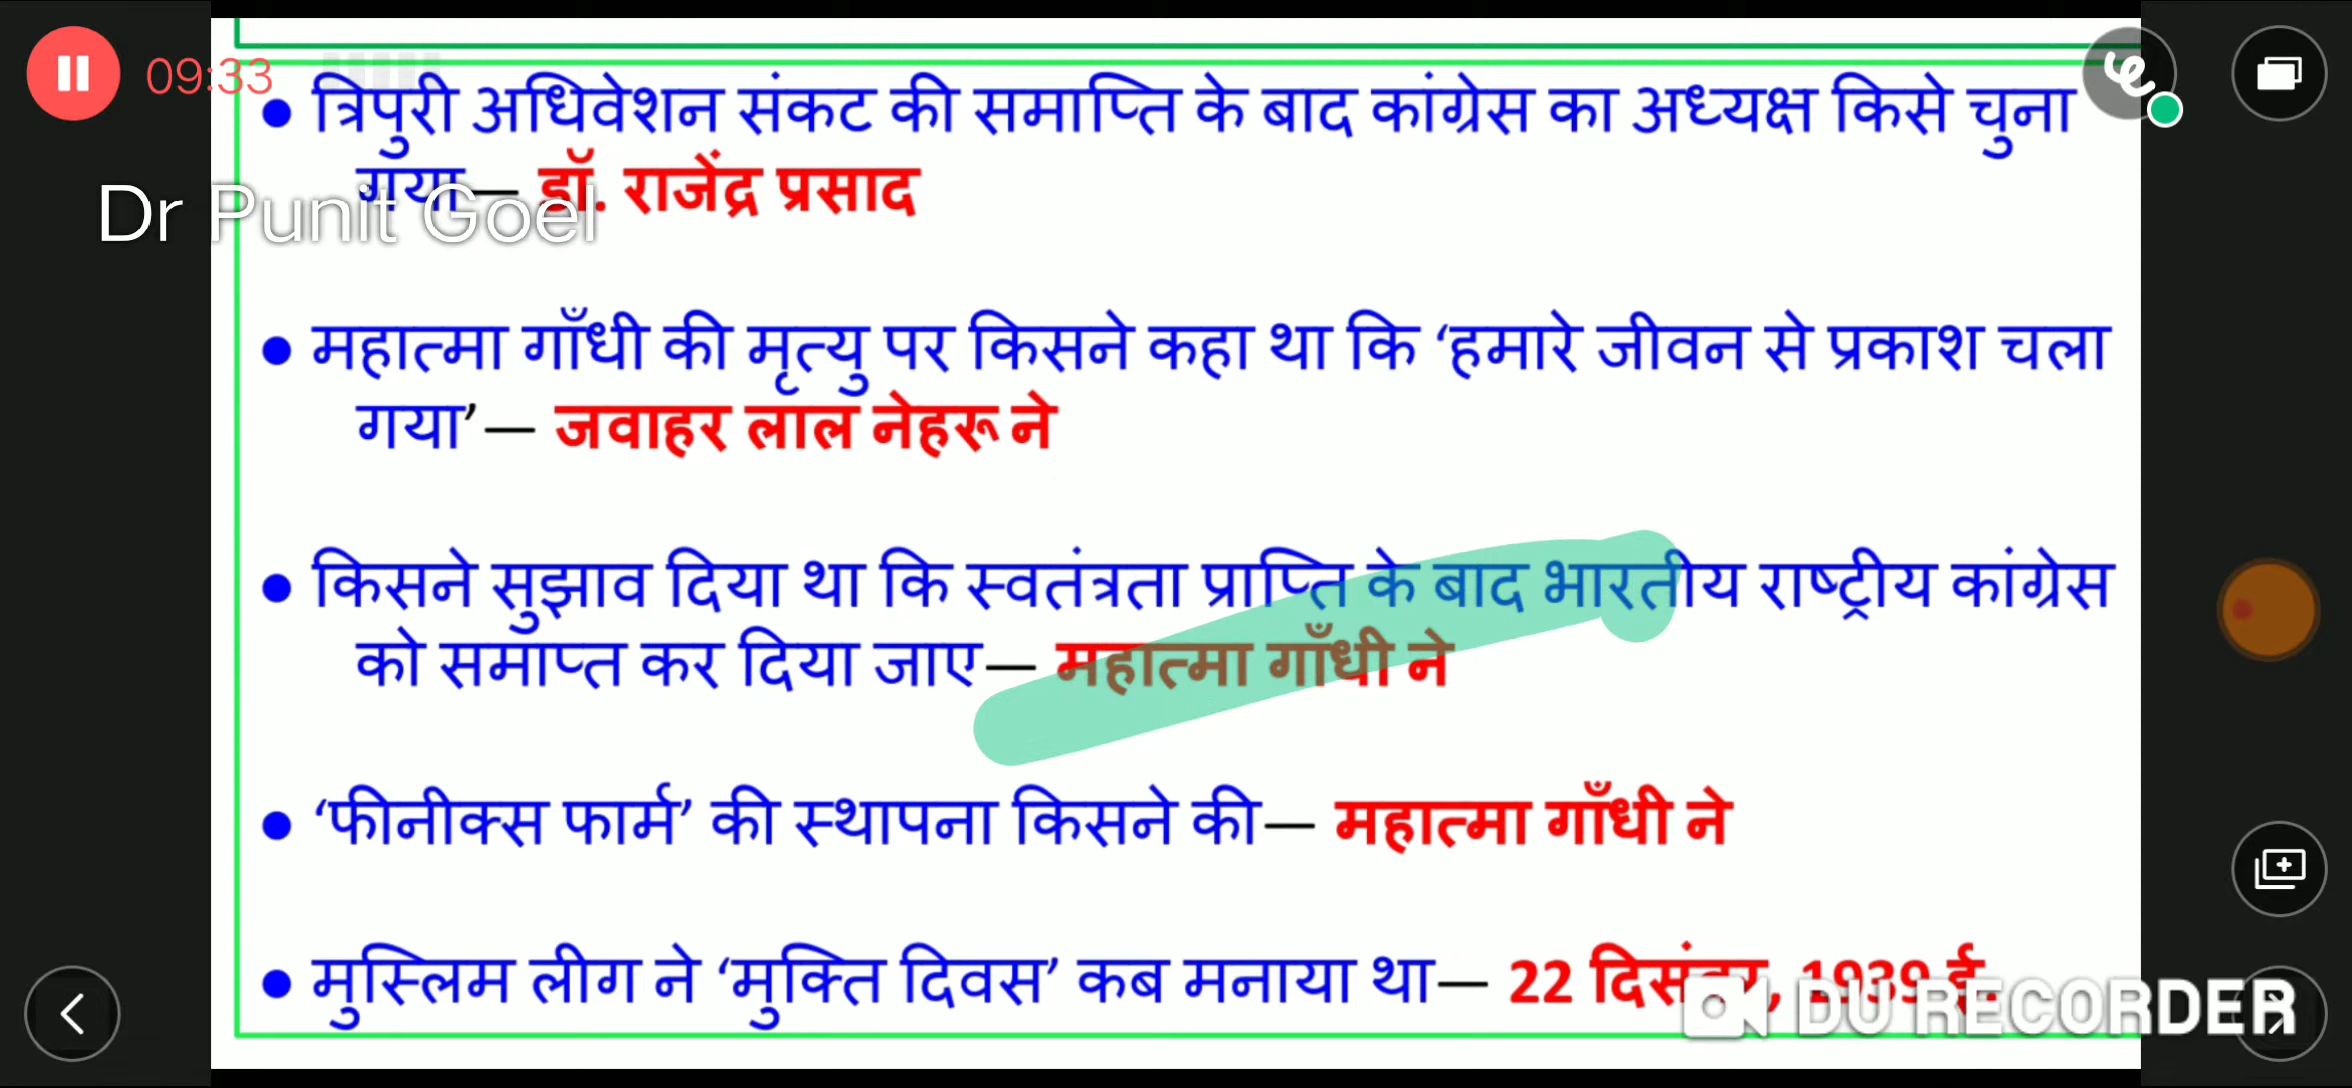 09:33
● त्रिपुरी अधिवेशन संकट की समाप्ति के बाद कांग्रेस का अध्यक्ष किसे चुना
गया— डॉ. राजेंद्र प्रसाद
Dr Punit Goel
● महात्मा गाँधी की मृत्यु पर किसने कहा था कि ‘हमारे जीवन से प्रकाश चला
गया’— जवाहर लाल नेहरू ने
● किसने सुझाव दिया था कि स्वतंत्रता प्राप्ति के बाद भारतीय राष्ट्रीय कांग्रेस
को समाप्त कर दिया जाए— महात्मा गाँधी ने
● ‘फीनीक्स फार्म’ की स्थापना किसने की— महात्मा गाँधी ने
● मुस्लिम लीग ने ‘मुक्ति दिवस’ कब मनाया था— 22 दिसंबर, 1939 ई.
DU RECORDER